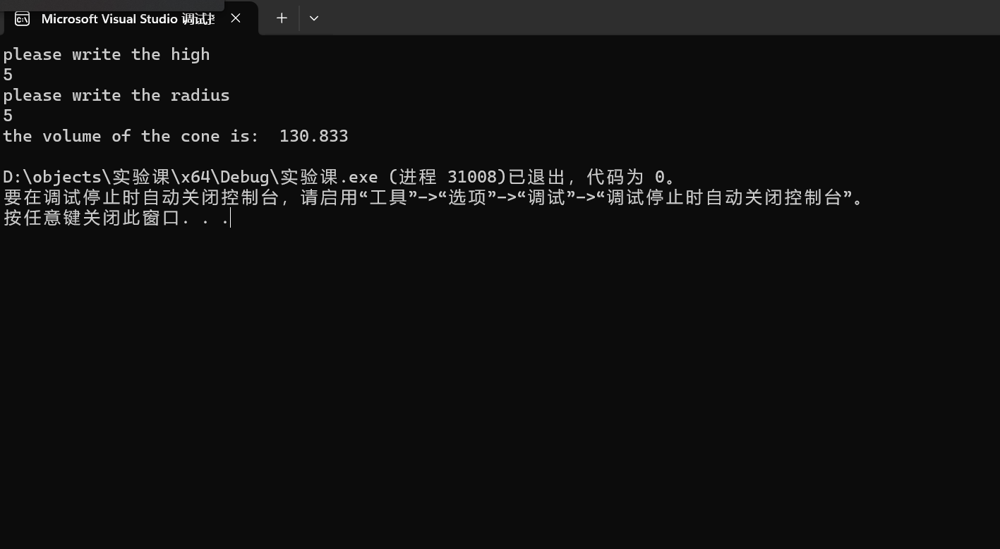 Microsoft Visual Studio 调试
please write the high
5
please write the radius
5
the volume of the cone is:  130.833
D:\objects\实验课\x64\Debug\实验课.exe (进程 31008)已退出，代码为 0。
要在调试停止时自动关闭控制台，请启用“工具”->“选项”->“调试”->“调试停止时自动关闭控制台”。
按任意键关闭此窗口. . .